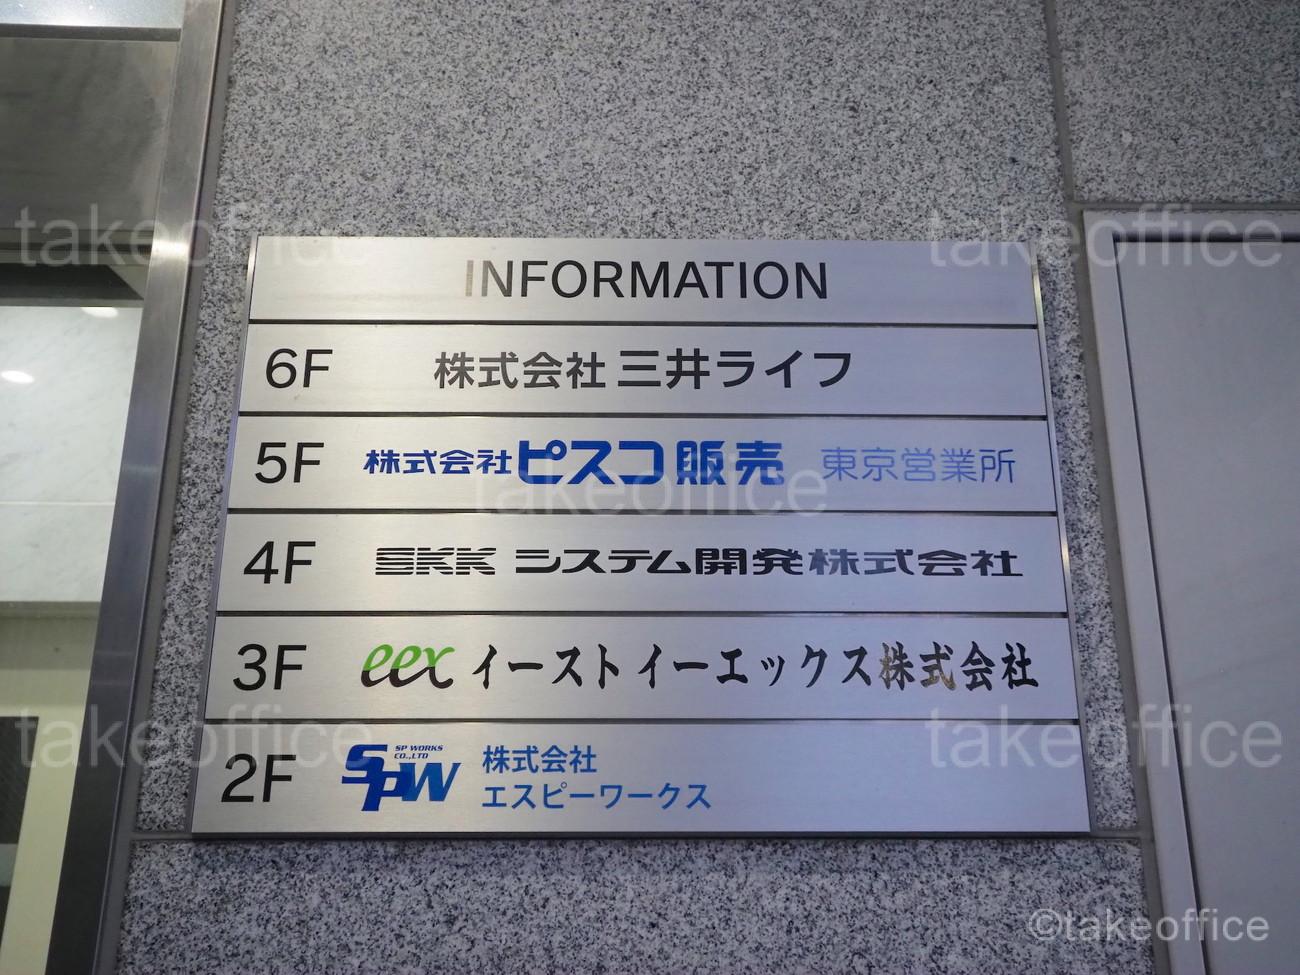 INFORMATION
6F 株式会社 三井ライフ
5F 株式会社ピスコ販売 東京営業所
4F SKK システム開発株式会社
3F eex イーストイーエックス株式会社
2F SPW SP WORKS CO.,LTD 株式会社
エスピーワークス
takeoffice takeoffice
takeoffice
takeoffice takeoffice
©takeoffice